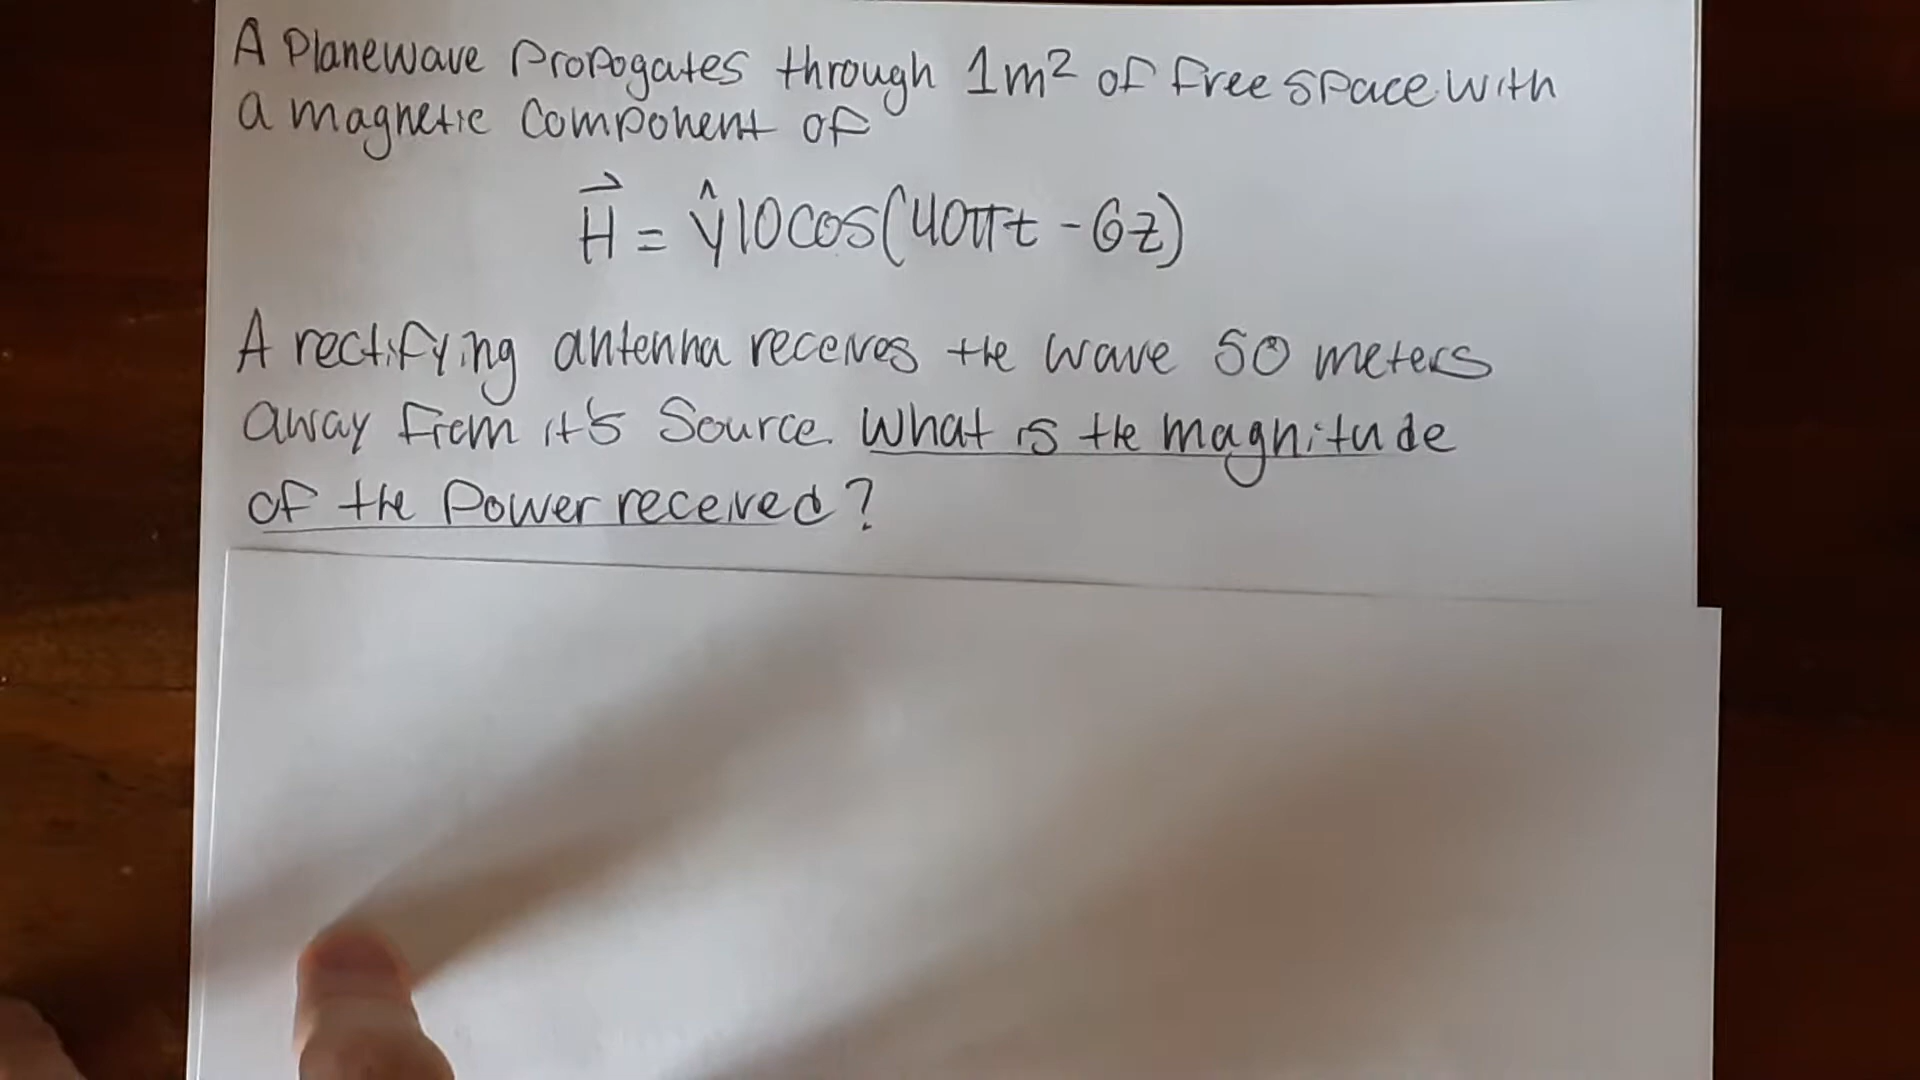 A Planewave Propogates through 1m² of free space with
a magnetic component of
H⃗ = ŷ10cos(40πt - 6z)
A rectifying antenna receives the wave 50 meters
away from it's source. What is the magnitude
of the Power received?